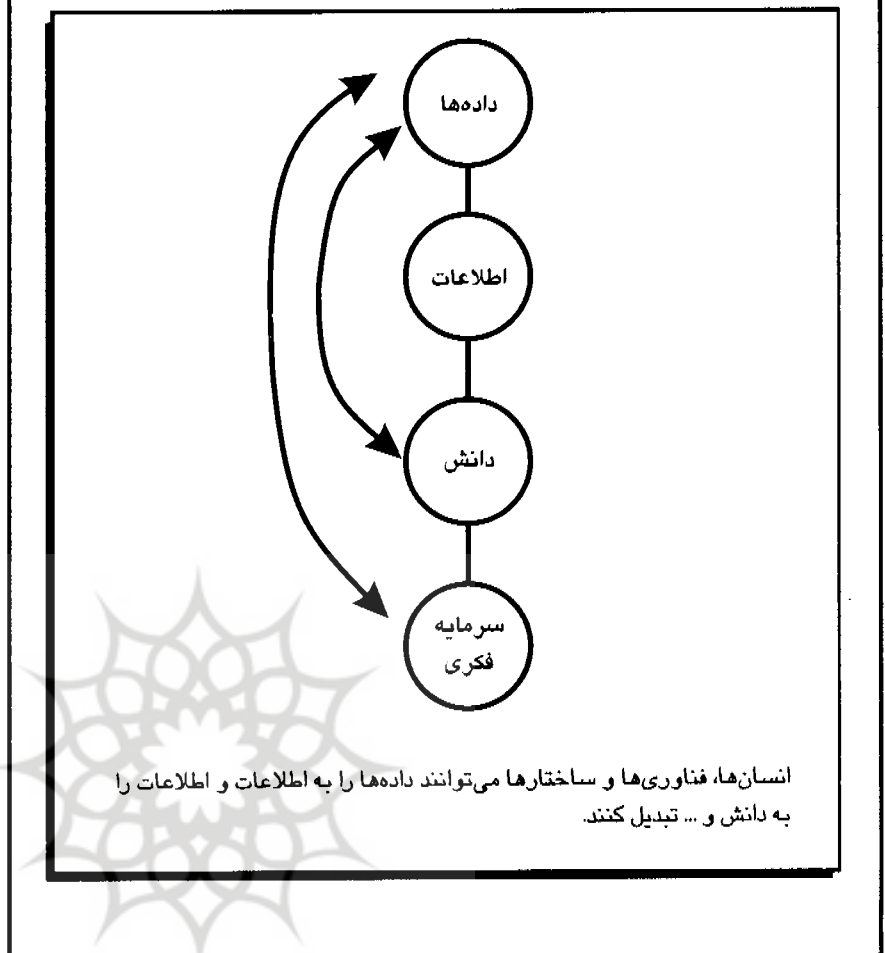 داده‌ها
اطلاعات
دانش
سرمایه
فکری
انسان‌ها، فناوری‌ها و ساختارها می‌توانند داده‌ها را به اطلاعات و اطلاعات را
به دانش و ... تبدیل کنند.